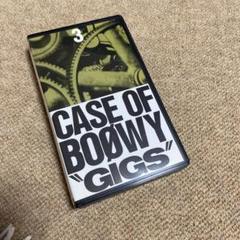 3
CASE OF
BOØWY
"GIGS"